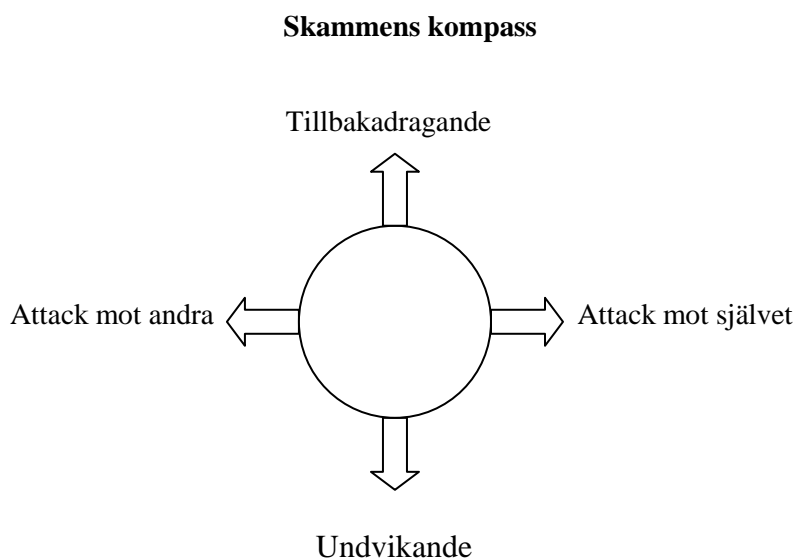 Skammens kompass
Tillbakadragande
Attack mot andra
Attack mot självet
Undvikande